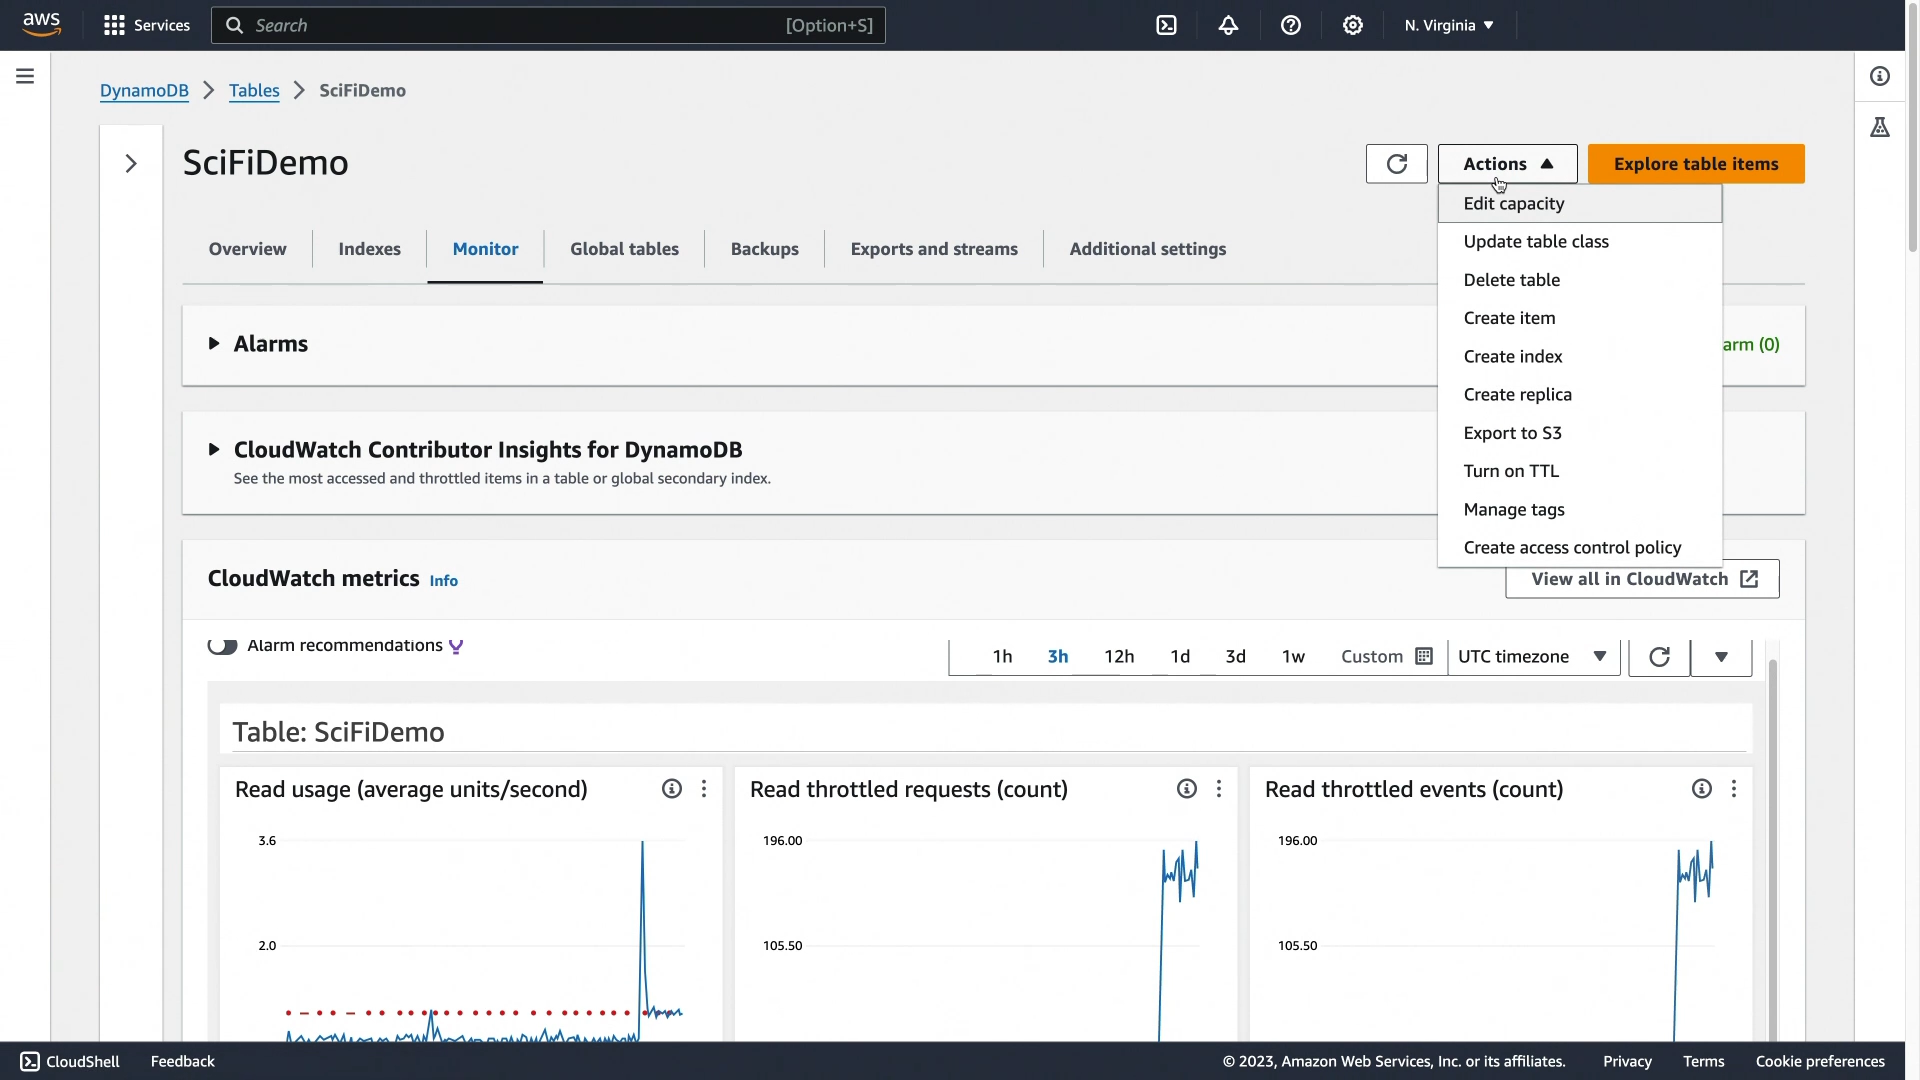 aws
Services
Search
[Option+S]
N. Virginia
DynamoDB
Tables
SciFiDemo
SciFiDemo
Actions
Explore table items
Edit capacity
Update table class
Delete table
Create item
Create index
Create replica
Export to S3
Turn on TTL
Manage tags
Create access control policy
Overview
Indexes
Monitor
Global tables
Backups
Exports and streams
Additional settings
Alarms
arm (0)
CloudWatch Contributor Insights for DynamoDB
See the most accessed and throttled items in a table or global secondary index.
CloudWatch metrics Info
View all in CloudWatch
Alarm recommendations
1h 3h 12h 1d 3d 1w Custom
UTC timezone
Table: SciFiDemo
Read usage (average units/second)
3.6
2.0
Read throttled requests (count)
196.00
105.50
Read throttled events (count)
196.00
105.50
CloudShell
Feedback
© 2023, Amazon Web Services, Inc. or its affiliates.
Privacy
Terms
Cookie preferences